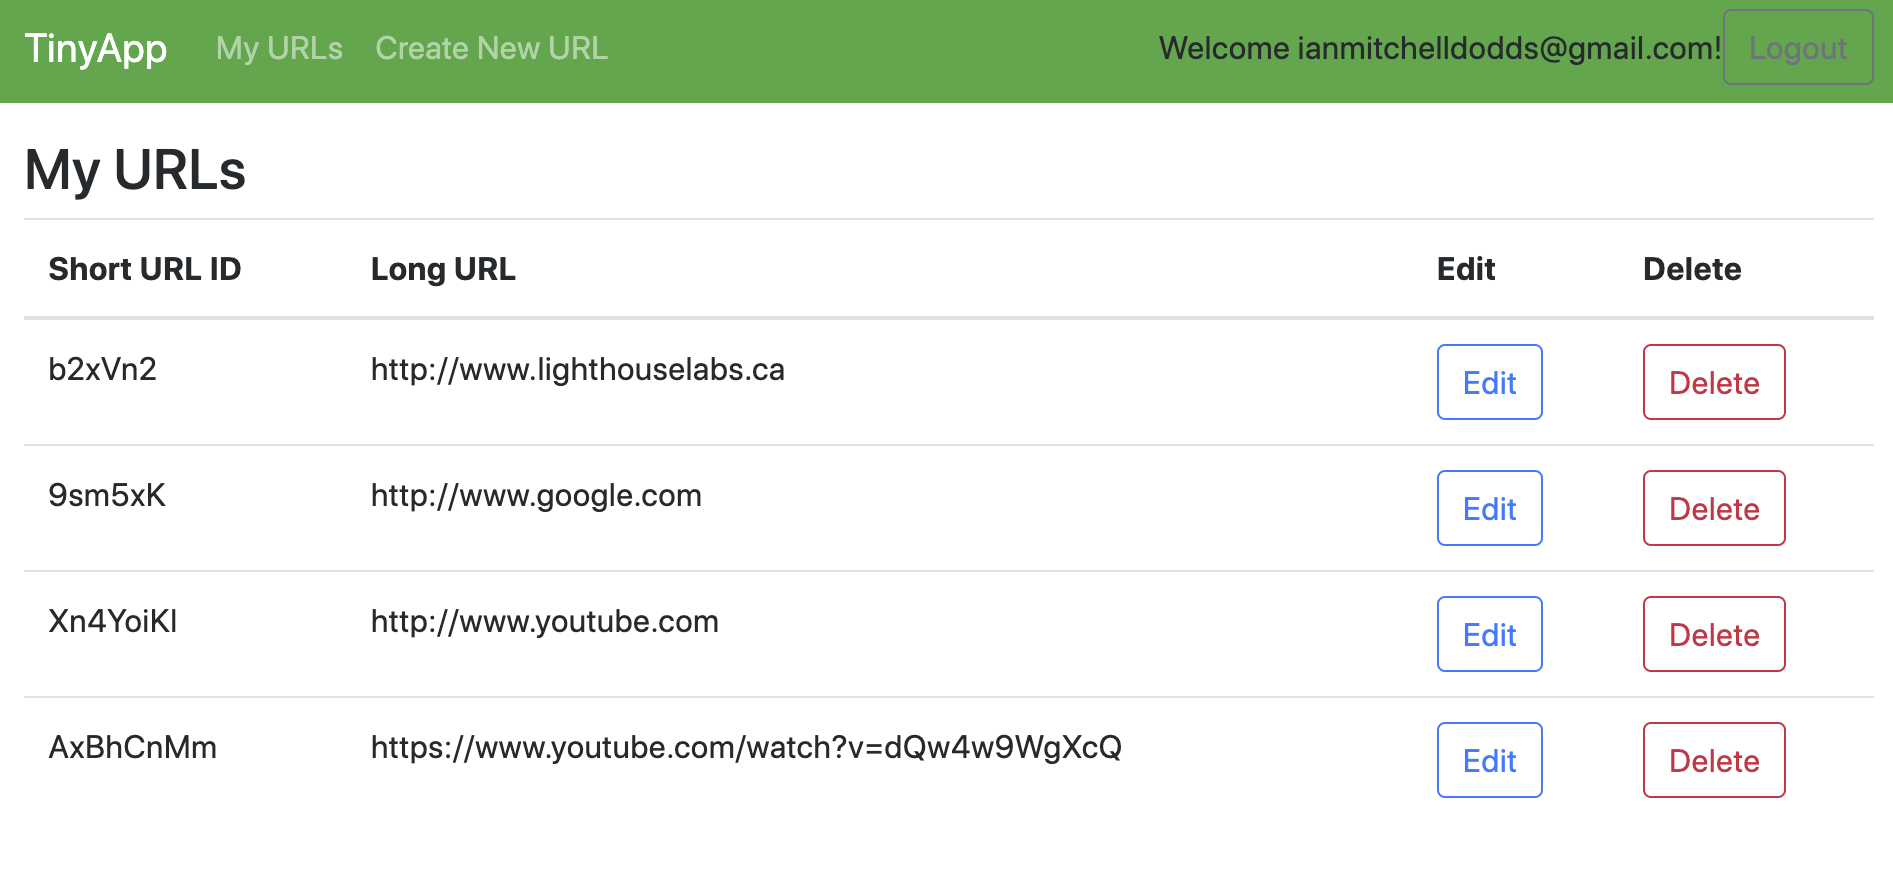 TinyApp My URLs Create New URL Welcome ianmitchelldodds@gmail.com! Logout
My URLs
Short URL ID Long URL Edit Delete
b2xVn2 http://www.lighthouselabs.ca Edit Delete
9sm5xK http://www.google.com Edit Delete
Xn4YoiKl http://www.youtube.com Edit Delete
AxBhCnMm https://www.youtube.com/watch?v=dQw4w9WgXcQ Edit Delete